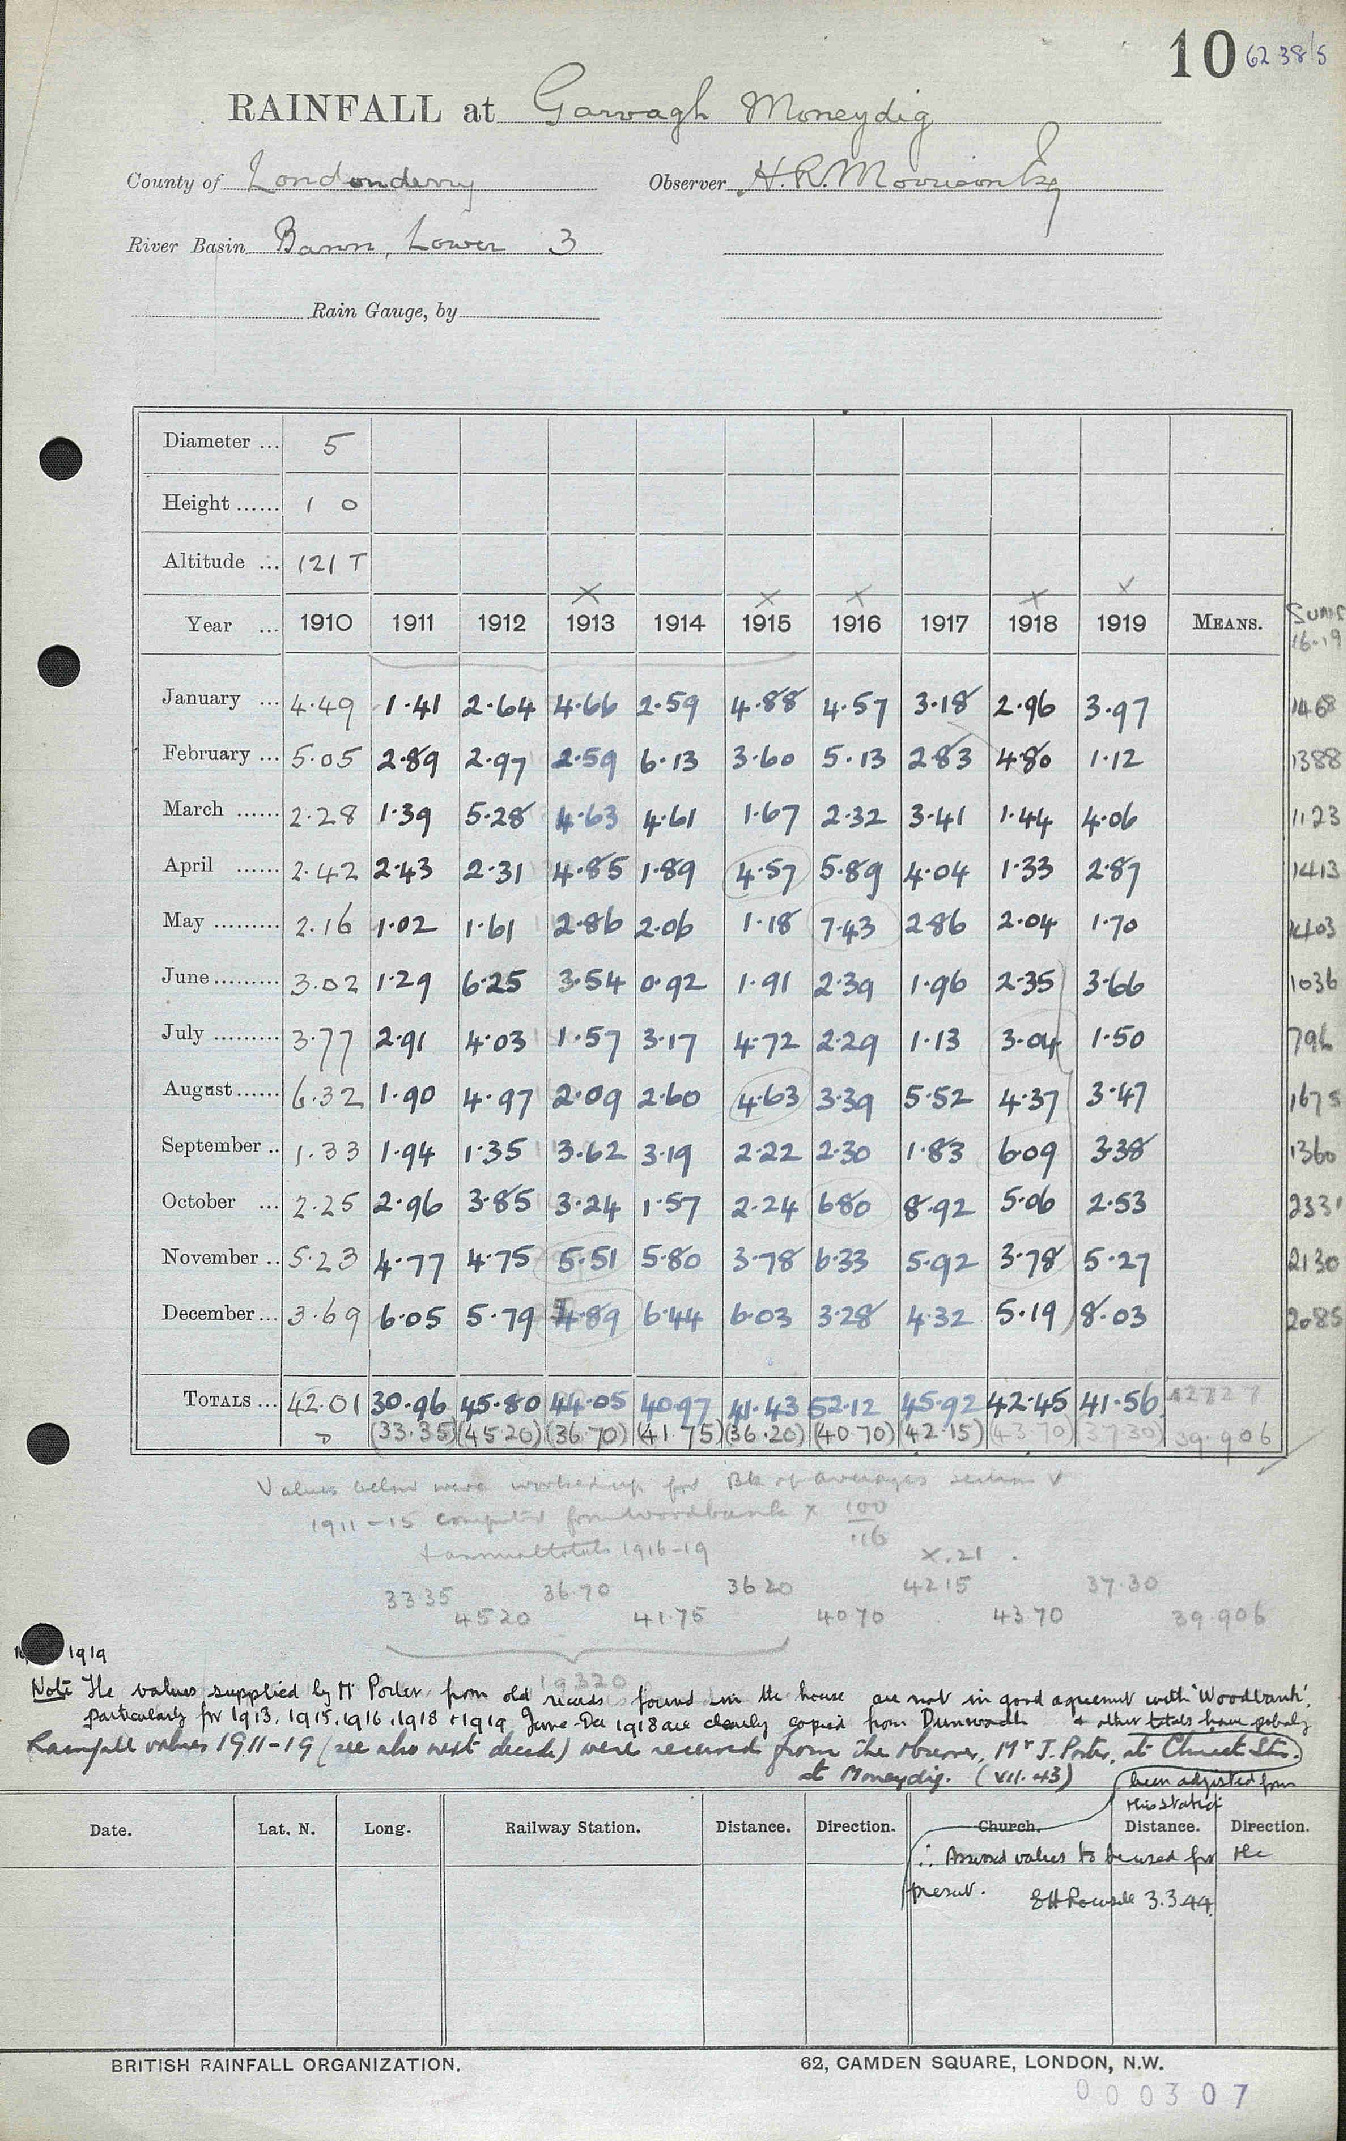 10 6238/5
RAINFALL at Garvagh Moneydig
County of Londonderry Observer H. R. Morrison Esq
River Basin Bann, Lower 3
Rain Gauge, by
Diameter ... 5
Height ...... 1 0
Altitude ... 121 T
X X X X X
Year ... 1910 1911 1912 1913 1914 1915 1916 1917 1918 1919 MEANS. Sums 16-19
January ... 4.49 1.41 2.64 4.66 2.59 4.88 4.57 3.18 2.96 3.97 1468
February ... 5.05 2.89 2.97 2.59 6.13 3.60 5.13 2.83 4.80 1.12 1388
March ...... 2.28 1.39 5.28 4.63 4.61 1.67 2.32 3.41 1.44 4.06 1123
April ...... 2.42 2.43 2.31 4.85 1.89 4.57 5.89 4.04 1.33 2.87 1413
May ......... 2.16 1.02 1.61 2.86 2.06 1.18 7.43 2.86 2.04 1.70 1403
June ......... 3.02 1.29 6.25 3.54 0.92 1.91 2.39 1.96 2.35 3.66 1036
July ......... 3.77 2.91 4.03 1.57 3.17 4.72 2.29 1.13 3.04 1.50 796
August ...... 6.32 1.90 4.97 2.09 2.60 4.63 3.39 5.52 4.37 3.47 1675
September .. 1.33 1.94 1.35 3.62 3.19 2.22 2.30 1.83 6.09 3.38 1360
October ... 2.25 2.96 3.85 3.24 1.57 2.24 6.80 8.92 5.06 2.53 2331
November .. 5.23 4.77 4.75 5.51 5.80 3.78 6.33 5.92 3.78 5.27 2130
December ... 3.69 6.05 5.79 4.89 6.44 6.03 3.28 4.32 5.19 8.03 2085
TOTALS ... 42.01 30.96 45.80 44.05 40.97 41.43 52.12 45.92 42.45 41.56 42727
(33.35) (45.20) (36.70) (41.75) (36.20) (40.70) (42.15) (43.70) (37.30) 39.906
Values below were worked up for Bk of averages section V
1911-15 computed from Woodbank x 100
116
+ annual totals 1916-19
X.21.
33.35 36.70 36 20 42 15 37.30
45 20 41.75 40 70 43.70 39.906
19320
1919
Note The values supplied by Mr Porter from old records found in the house are not in good agreement with 'Woodbank',
particularly for 1913, 1915, 1916, 1918 + 1919 June-Dec 1918 are clearly copied from + other totals have probably
Rainfall values 1911-19 (see also next decade) were received from the observer, Mr J. Porter, at Christ Stn.
at Moneydig. (VII.43)
been adjusted from
this station
Date. Lat. N. Long. Railway Station. Distance. Direction. Church. Distance. Direction.
∴ Assessed values to be used for the
present. 3.3.44
BRITISH RAINFALL ORGANIZATION. 62, CAMDEN SQUARE, LONDON, N.W.
000307